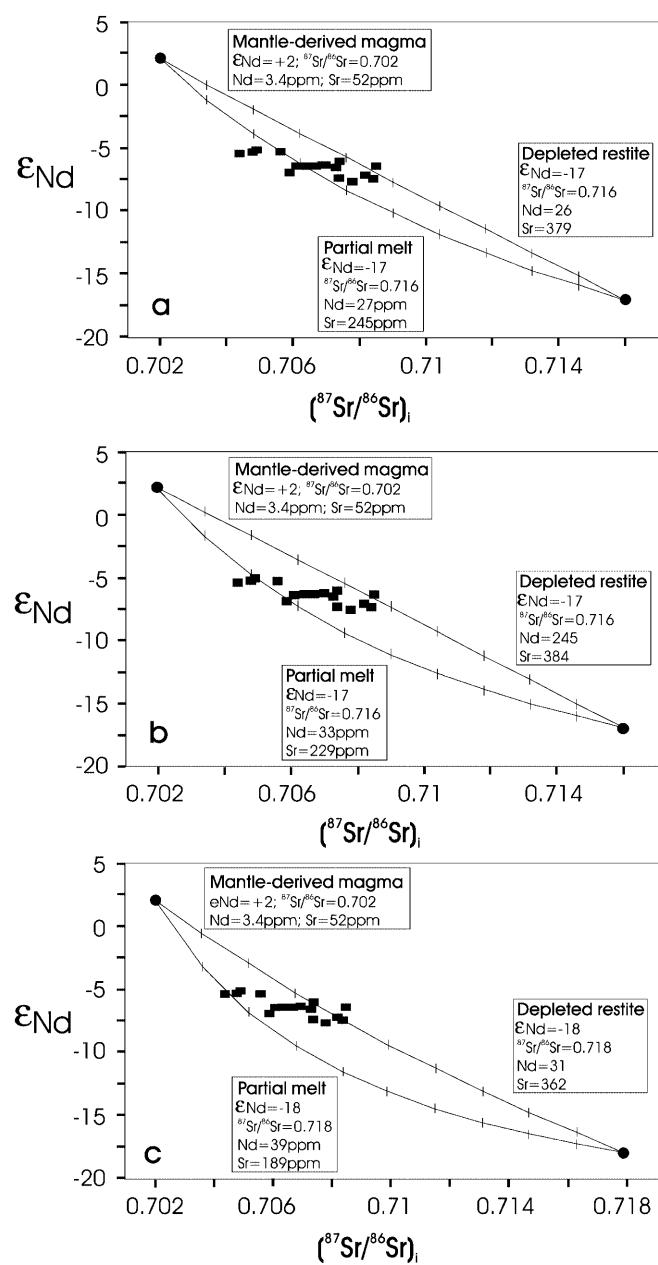 5
0
-5
-10
-15
-20
εNd
Mantle-derived magma
εNd=+2; ⁸⁷Sr/⁸⁶Sr=0.702
Nd=3.4ppm; Sr=52ppm
Depleted restite
εNd=-17
⁸⁷Sr/⁸⁶Sr=0.716
Nd=26
Sr=379
Partial melt
εNd=-17
⁸⁷Sr/⁸⁶Sr=0.716
Nd=27ppm
Sr=245ppm
a
0.702 0.706 0.71 0.714
(⁸⁷Sr/⁸⁶Sr)i
5
0
-5
-10
-15
-20
εNd
Mantle-derived magma
εNd=+2; ⁸⁷Sr/⁸⁶Sr=0.702
Nd=3.4ppm; Sr=52ppm
Depleted restite
εNd=-17
⁸⁷Sr/⁸⁶Sr=0.716
Nd=245
Sr=384
Partial melt
εNd=-17
⁸⁷Sr/⁸⁶Sr=0.716
Nd=33ppm
Sr=229ppm
b
0.702 0.706 0.71 0.714
(⁸⁷Sr/⁸⁶Sr)i
5
0
-5
-10
-15
-20
εNd
Mantle-derived magma
eNd=+2; ⁸⁷Sr/⁸⁶Sr=0.702
Nd=3.4ppm; Sr=52ppm
Depleted restite
εNd=-18
⁸⁷Sr/⁸⁶Sr=0.718
Nd=31
Sr=362
Partial melt
εNd=-18
⁸⁷Sr/⁸⁶Sr=0.718
Nd=39ppm
Sr=189ppm
c
0.702 0.706 0.71 0.714 0.718
(⁸⁷Sr/⁸⁶Sr)i